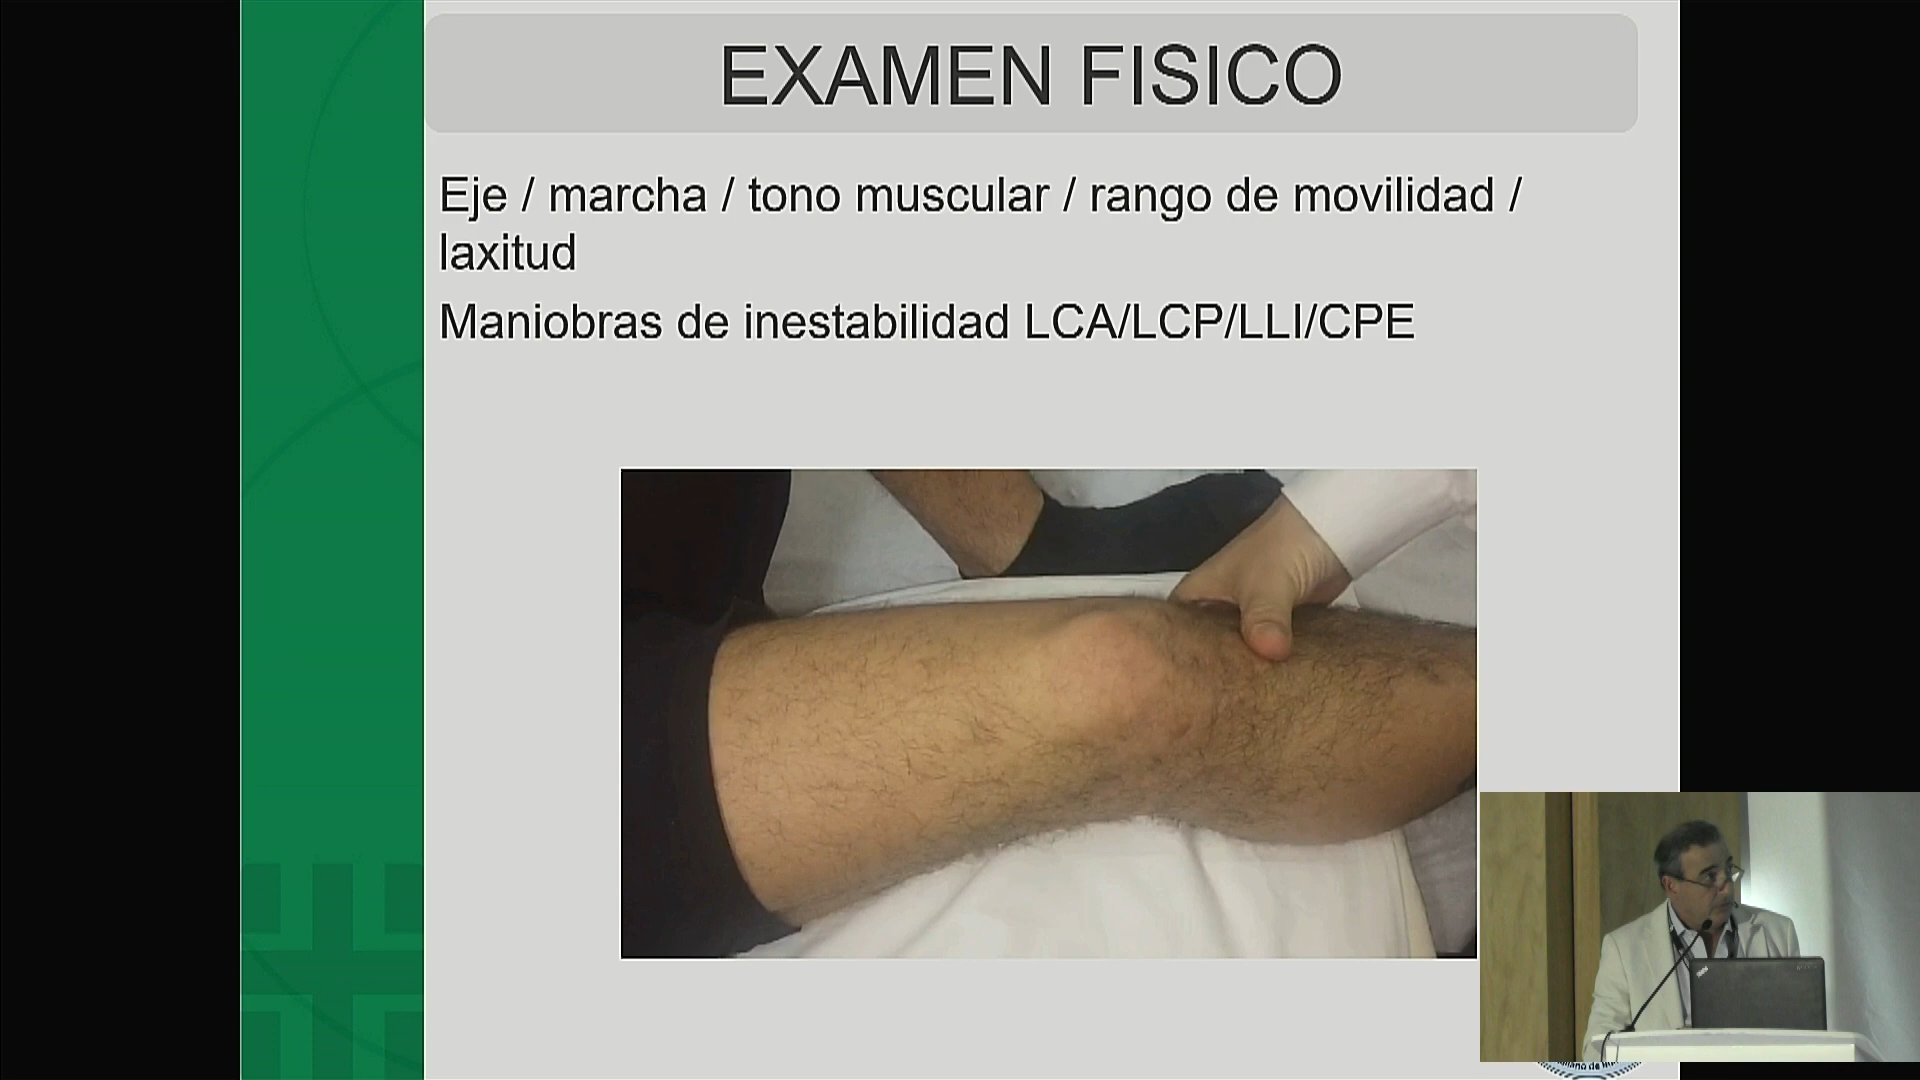 EXAMEN FISICO
Eje / marcha / tono muscular / rango de movilidad /
laxitud
Maniobras de inestabilidad LCA/LCP/LLI/CPE